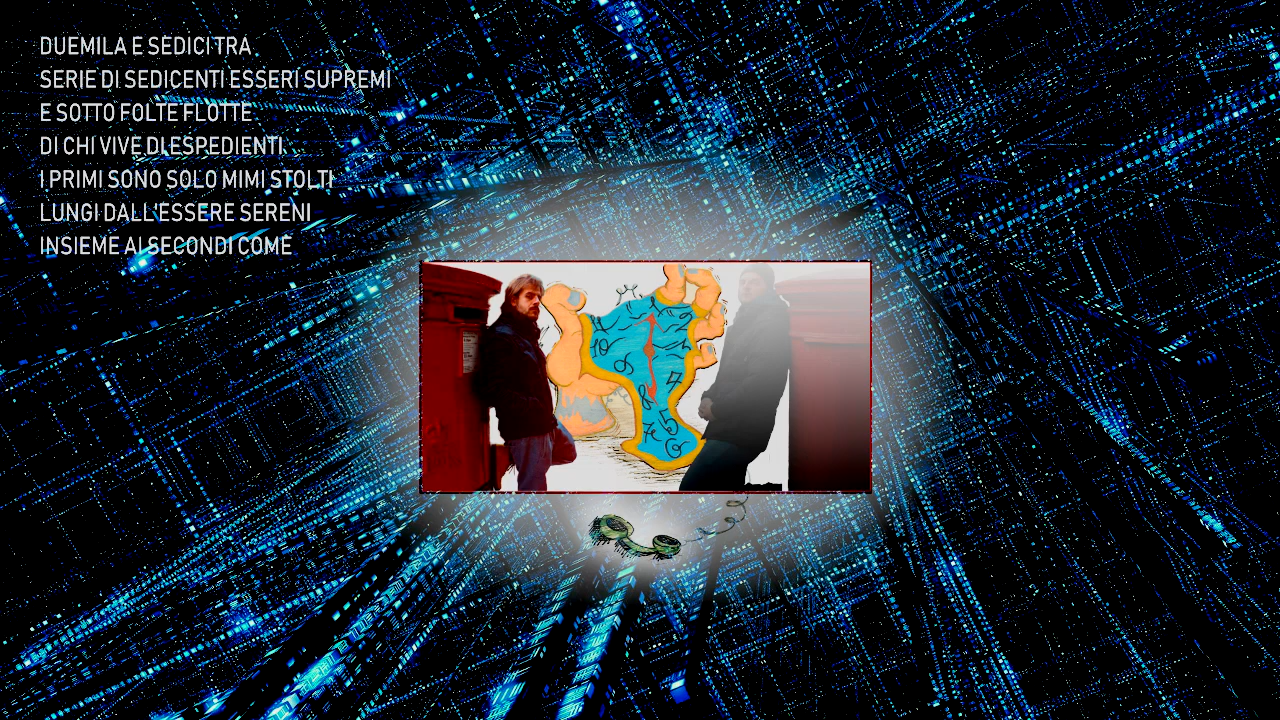 DUEMILA E SEDICI TRA
SERIE DI SEDICENTI ESSERI SUPREMI
E SOTTO FOLTE FLOTTE
DI CHI VIVE DI ESPEDIENTI
I PRIMI SONO SOLO MIMI STOLTI
LUNGI DALL'ESSERE SERENI
INSIEME AI SECONDI COME